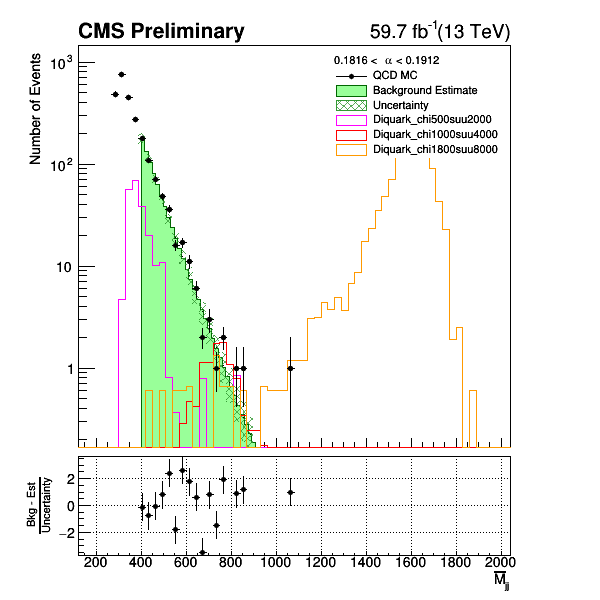 CMS Preliminary 59.7 fb⁻¹(13 TeV)
0.1816 < α < 0.1912
QCD MC
Background Estimate
Uncertainty
Diquark_chi500suu2000
Diquark_chi1000suu4000
Diquark_chi1800suu8000
Number of Events
10³
10²
10
1
Bkg - Est
Uncertainty
2
0
−2
200 400 600 800 1000 1200 1400 1600 1800 2000
M̅jj